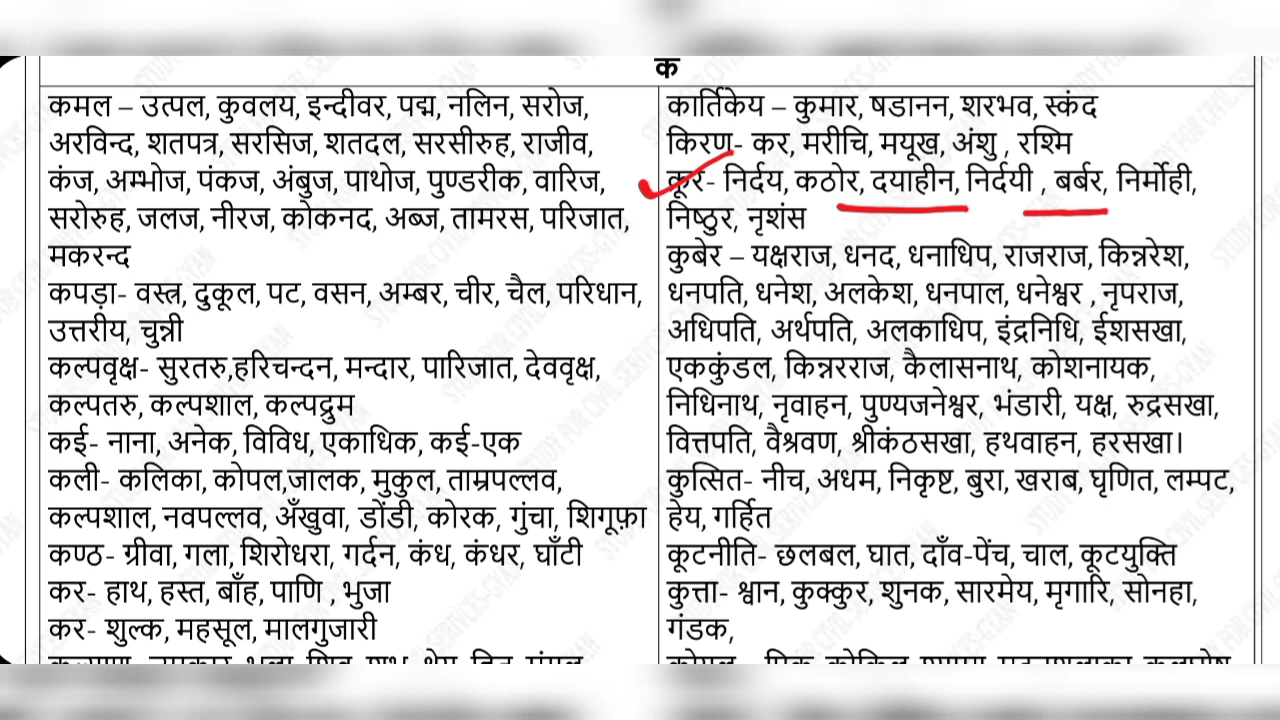 क
कमल – उत्पल, कुवलय, इन्दीवर, पद्म, नलिन, सरोज,
अरविन्द, शतपत्र, सरसिज, शतदल, सरसीरुह, राजीव,
कंज, अम्भोज, पंकज, अंबुज, पाथोज, पुण्डरीक, वारिज,
सरोरुह, जलज, नीरज, कोकनद, अब्ज, तामरस, परिजात,
मकरन्द
कपड़ा- वस्त्र, दुकूल, पट, वसन, अम्बर, चीर, चैल, परिधान,
उत्तरीय, चुन्नी
कल्पवृक्ष- सुरतरु,हरिचन्दन, मन्दार, पारिजात, देववृक्ष,
कल्पतरु, कल्पशाल, कल्पद्रुम
कई- नाना, अनेक, विविध, एकाधिक, कई-एक
कली- कलिका, कोपल,जालक, मुकुल, ताम्रपल्लव,
कल्पशाल, नवपल्लव, अँखुवा, डोंडी, कोरक, गुंचा, शिगूफ़ा
कण्ठ- ग्रीवा, गला, शिरोधरा, गर्दन, कंध, कंधर, घाँटी
कर- हाथ, हस्त, बाँह, पाणि , भुजा
कर- शुल्क, महसूल, मालगुजारी
कार्तिकेय – कुमार, षडानन, शरभव, स्कंद
किरण- कर, मरीचि, मयूख, अंशु , रश्मि
कूर- निर्दय, कठोर, दयाहीन, निर्दयी , बर्बर, निर्मोही,
निष्ठुर, नृशंस
कुबेर – यक्षराज, धनद, धनाधिप, राजराज, किन्नरेश,
धनपति, धनेश, अलकेश, धनपाल, धनेश्वर , नृपराज,
अधिपति, अर्थपति, अलकाधिप, इंद्रनिधि, ईशसखा,
एककुंडल, किन्नरराज, कैलासनाथ, कोशनायक,
निधिनाथ, नृवाहन, पुण्यजनेश्वर, भंडारी, यक्ष, रुद्रसखा,
वित्तपति, वैश्रवण, श्रीकंठसखा, हथवाहन, हरसखा।
कुत्सित- नीच, अधम, निकृष्ट, बुरा, खराब, घृणित, लम्पट,
हेय, गर्हित
कूटनीति- छलबल, घात, दाँव-पेंच, चाल, कूटयुक्ति
कुत्ता- श्वान, कुक्कुर, शुनक, सारमेय, मृगारि, सोनहा,
गंडक,